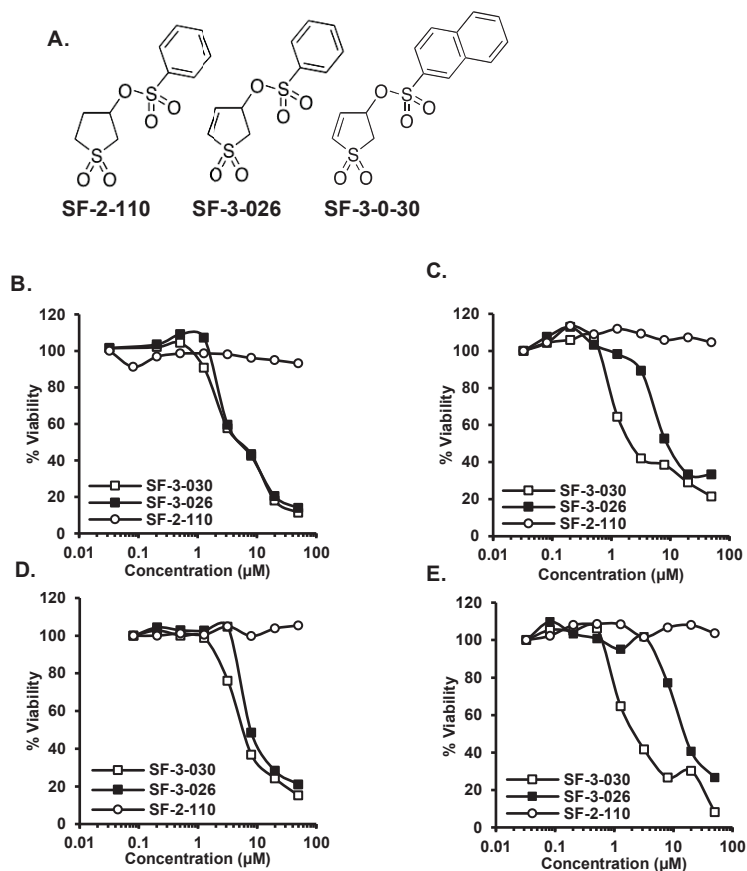 A.
O
S
O
O
S
O O
SF-2-110
O
S
O
O
S
O O
SF-3-026
O
S
O
O
S
O O
SF-3-0-30
B.
120
100
80
60
40
20
0
% Viability
SF-3-030
SF-3-026
SF-2-110
0.01 0.1 1 10 100
Concentration (µM)
C.
120
100
80
60
40
20
0
% Viability
SF-3-030
SF-3-026
SF-2-110
0.01 0.1 1 10 100
Concentration (µM)
D.
120
100
80
60
40
20
0
% Viability
SF-3-030
SF-3-026
SF-2-110
0.01 0.1 1 10 100
Concentration (µM)
E.
120
100
80
60
40
20
0
% Viability
SF-3-030
SF-3-026
SF-2-110
0.01 0.1 1 10 100
Concentration (µM)